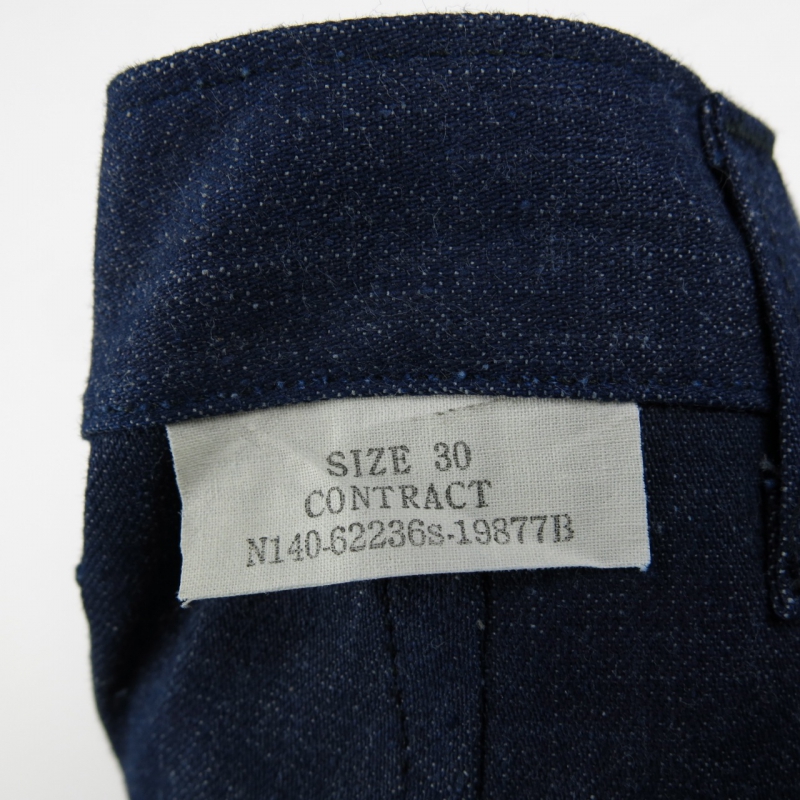 SIZE 30
CONTRACT
N140-62236s-19877B